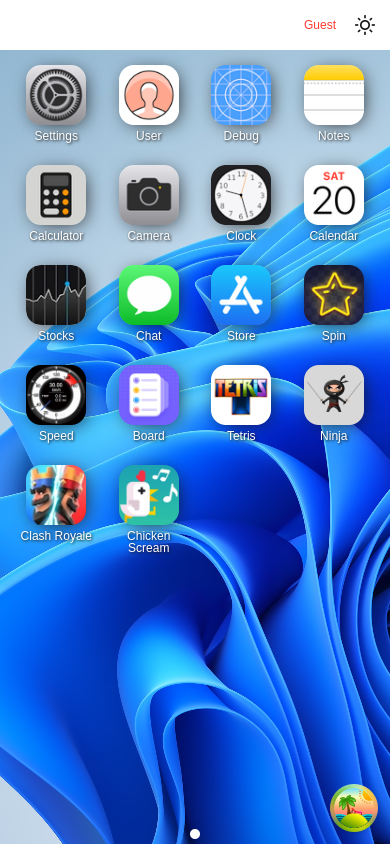 Guest
Settings
User
Debug
Notes
SAT
20
Calculator
Camera
Clock
Calendar
Stocks
Chat
Store
Spin
TETRIS
Speed
Board
Tetris
Ninja
Clash Royale
Chicken
Scream